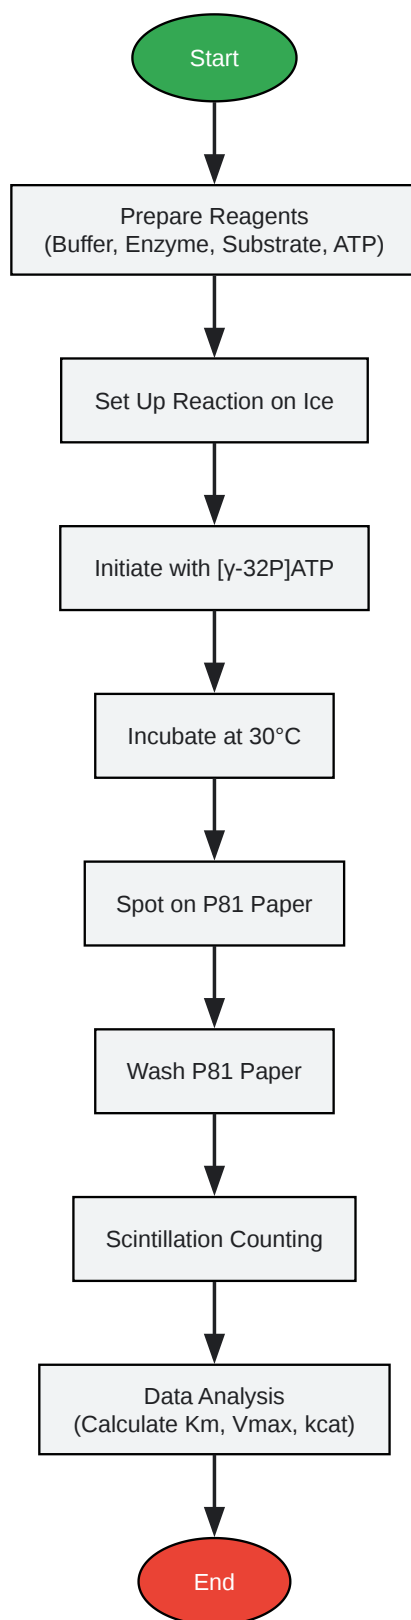 Start
Prepare Reagents
(Buffer, Enzyme, Substrate, ATP)
Set Up Reaction on Ice
Initiate with [γ-32P]ATP
Incubate at 30°C
Spot on P81 Paper
Wash P81 Paper
Scintillation Counting
Data Analysis
(Calculate Km, Vmax, kcat)
End